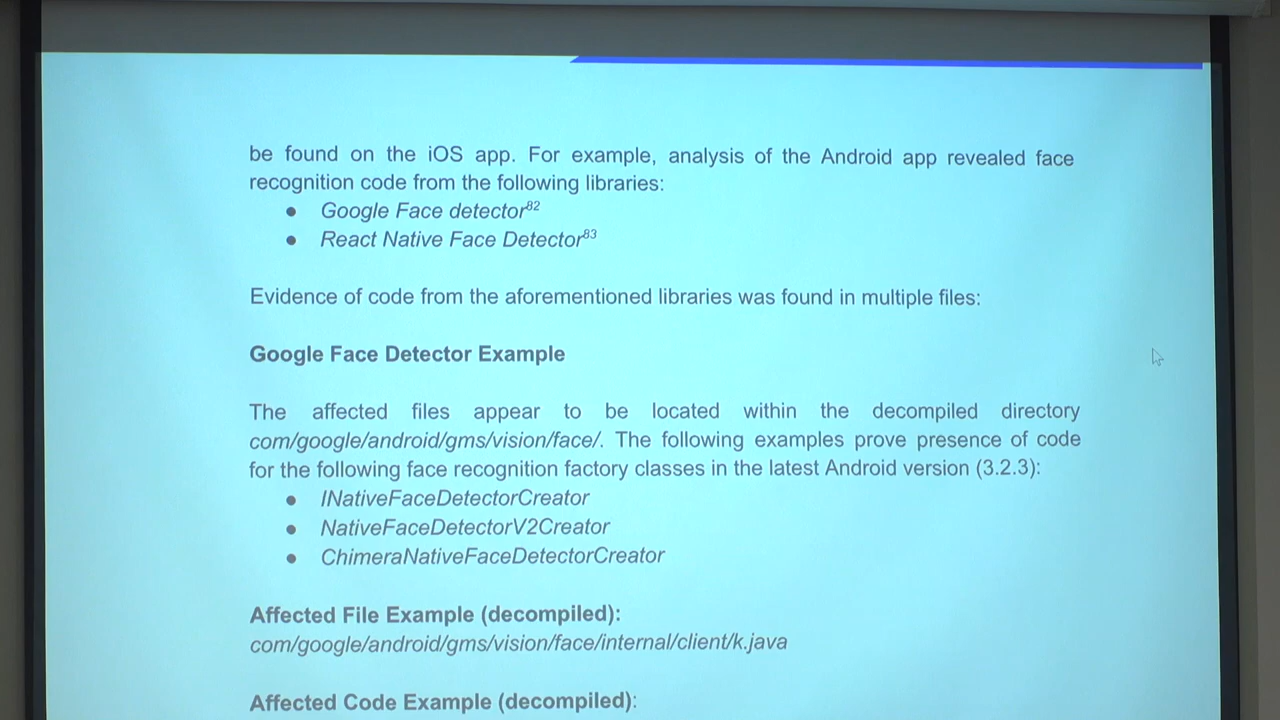 be found on the iOS app. For example, analysis of the Android app revealed face
recognition code from the following libraries:
● Google Face detector82
● React Native Face Detector83
Evidence of code from the aforementioned libraries was found in multiple files:
Google Face Detector Example
The affected files appear to be located within the decompiled directory
com/google/android/gms/vision/face/. The following examples prove presence of code
for the following face recognition factory classes in the latest Android version (3.2.3):
● INativeFaceDetectorCreator
● NativeFaceDetectorV2Creator
● ChimeraNativeFaceDetectorCreator
Affected File Example (decompiled):
com/google/android/gms/vision/face/internal/client/k.java
Affected Code Example (decompiled):